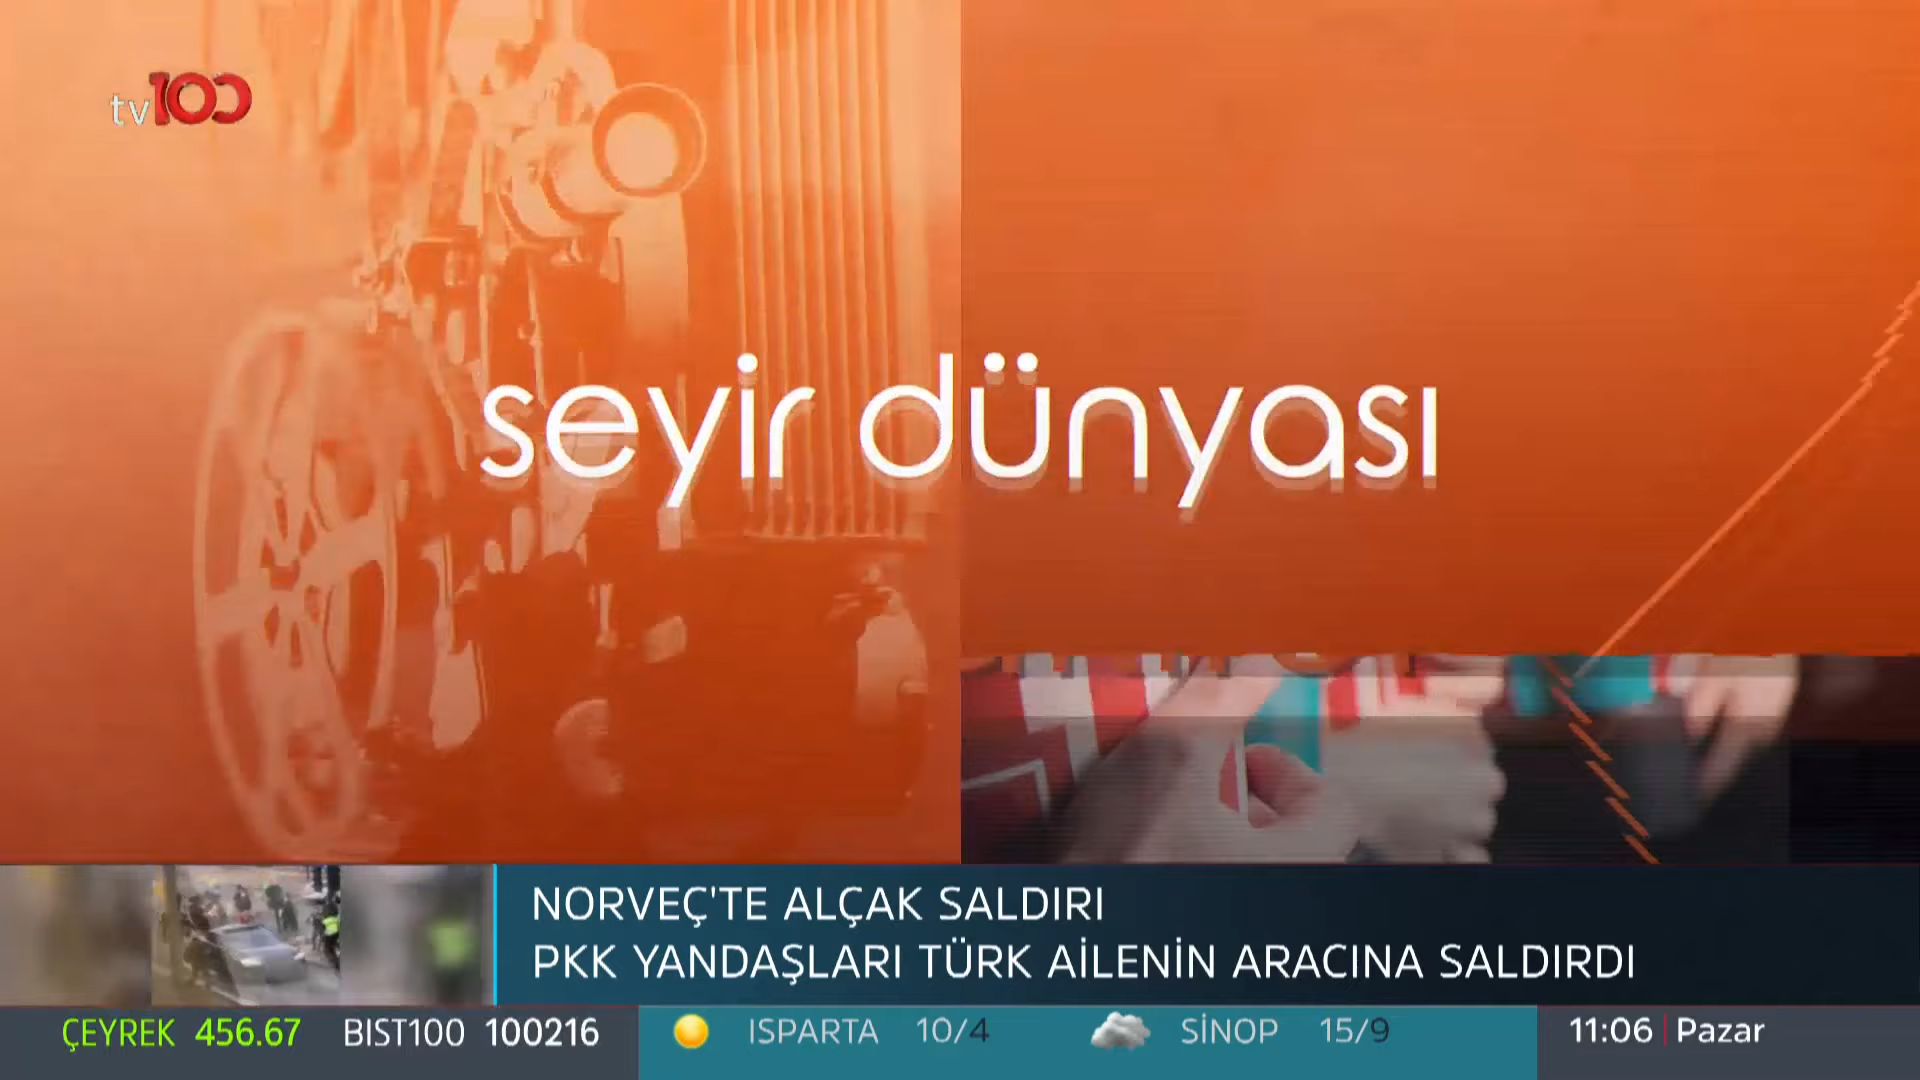 tv100
seyir dünyası
NORVEÇ'TE ALÇAK SALDIRI
PKK YANDAŞLARI TÜRK AİLENİN ARACINA SALDIRDI
ÇEYREK 456.67 BIST100 100216 ISPARTA 10/4 SİNOP 15/9 11:06 Pazar